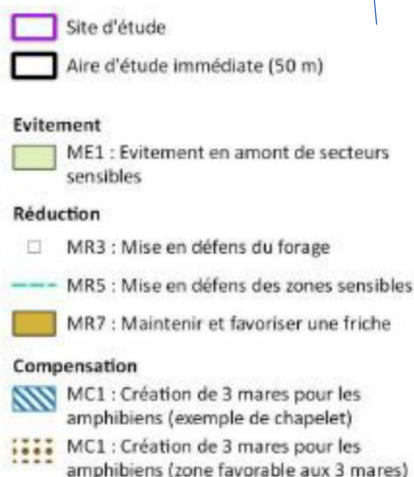 Site d'étude
Aire d'étude immédiate (50 m)
Evitement
ME1 : Evitement en amont de secteurs
sensibles
Réduction
MR3 : Mise en défens du forage
MR5 : Mise en défens des zones sensibles
MR7 : Maintenir et favoriser une friche
Compensation
MC1 : Création de 3 mares pour les
amphibiens (exemple de chapelet)
MC1 : Création de 3 mares pour les
amphibiens (zone favorable aux 3 mares)